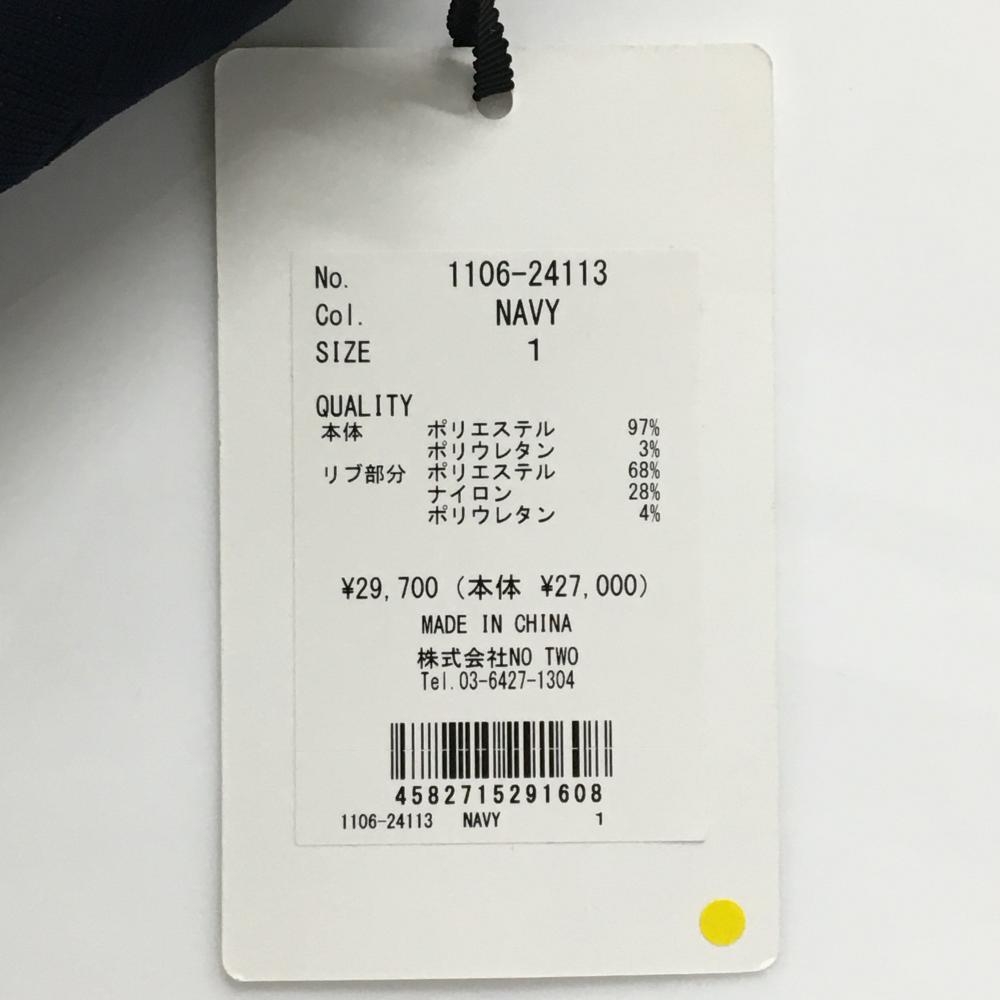 No. 1106-24113
Col. NAVY
SIZE 1
QUALITY
本体 ポリエステル 97%
ポリウレタン 3%
リブ部分 ポリエステル 68%
ナイロン 28%
ポリウレタン 4%
¥29,700 (本体 ¥27,000)
MADE IN CHINA
株式会社NO TWO
Tel.03-6427-1304
4582715291608
1106-24113 NAVY 1